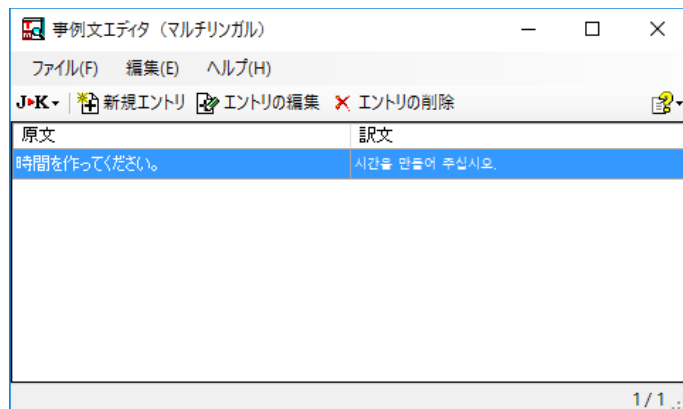 事例文エディタ（マルチリンガル）
ファイル(F) 編集(E) ヘルプ(H)
J▸K 新規エントリ エントリの編集 エントリの削除
原文 訳文
時間を作ってください。 시간을 만들어 주십시오.
1/1